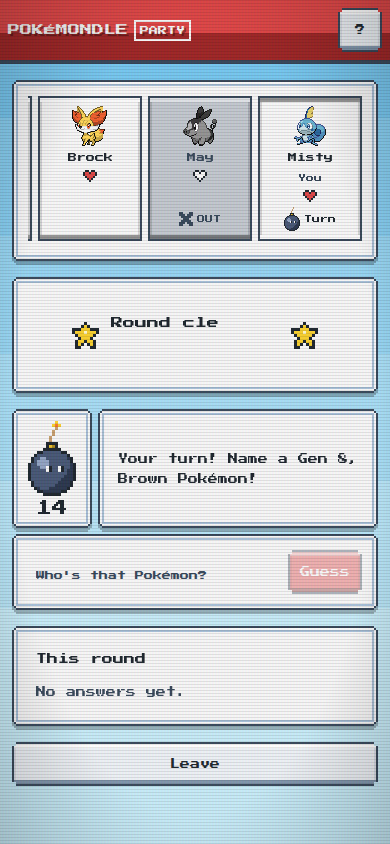 POKéMONDLE PARTY
?
Brock
May
OUT
Misty
You
Turn
Round cle
14
Your turn! Name a Gen 8,
Brown Pokémon!
Who's that Pokémon?
Guess
This round
No answers yet.
Leave